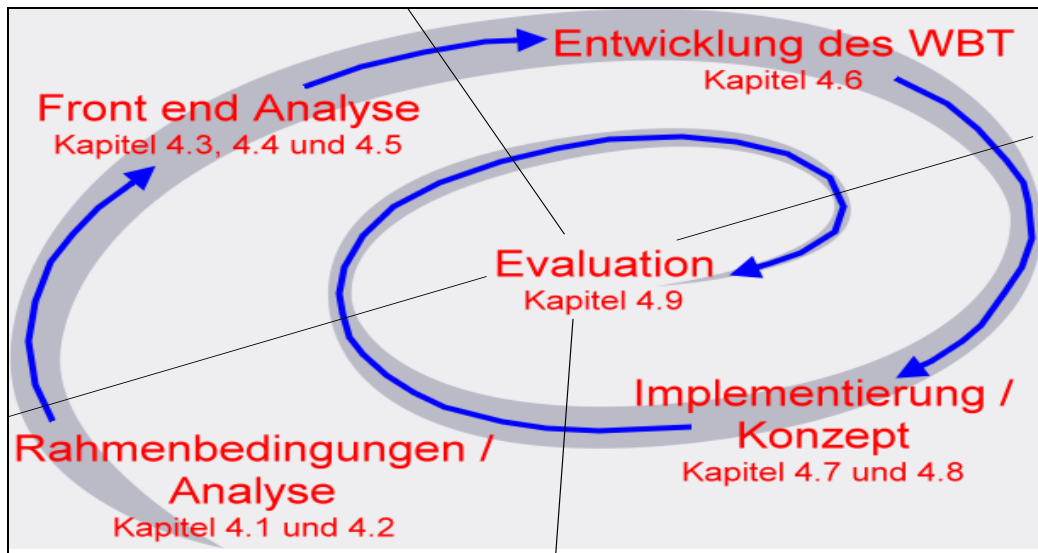 Entwicklung des WBT
Kapitel 4.6
Front end Analyse
Kapitel 4.3, 4.4 und 4.5
Evaluation
Kapitel 4.9
Implementierung /
Konzept
Kapitel 4.7 und 4.8
Rahmenbedingungen /
Analyse
Kapitel 4.1 und 4.2